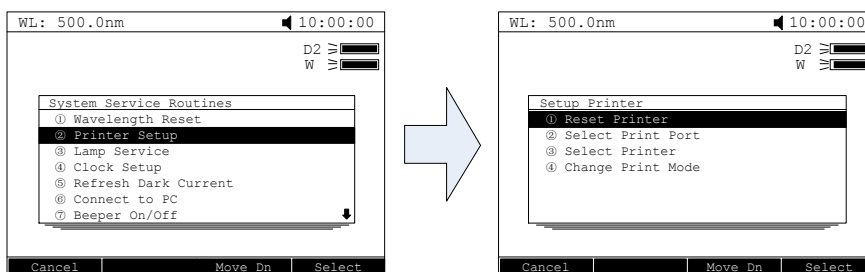 WL: 500.0nm 10:00:00
D2
W
System Service Routines
① Wavelength Reset
② Printer Setup
③ Lamp Service
④ Clock Setup
⑤ Refresh Dark Current
⑥ Connect to PC
⑦ Beeper On/Off
Cancel Move Dn Select
WL: 500.0nm 10:00:00
D2
W
Setup Printer
① Reset Printer
② Select Print Port
③ Select Printer
④ Change Print Mode
Cancel Move Dn Select